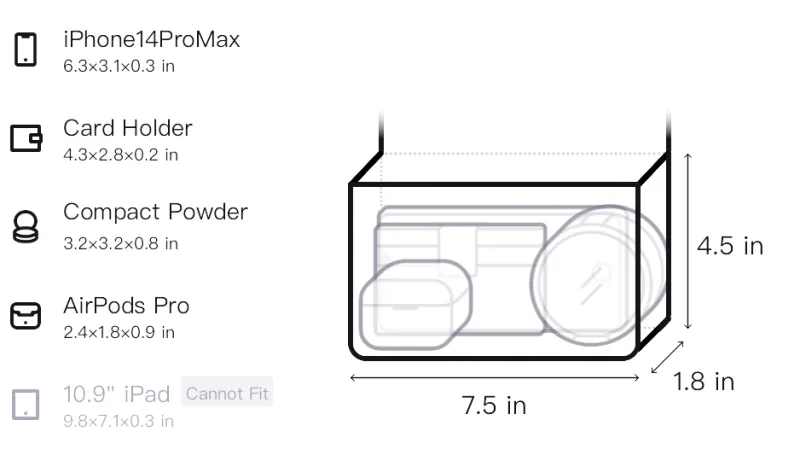 iPhone14ProMax
6.3×3.1×0.3 in
Card Holder
4.3×2.8×0.2 in
Compact Powder
3.2×3.2×0.8 in
AirPods Pro
2.4×1.8×0.9 in
10.9" iPad Cannot Fit
9.8×7.1×0.3 in
4.5 in
1.8 in
7.5 in